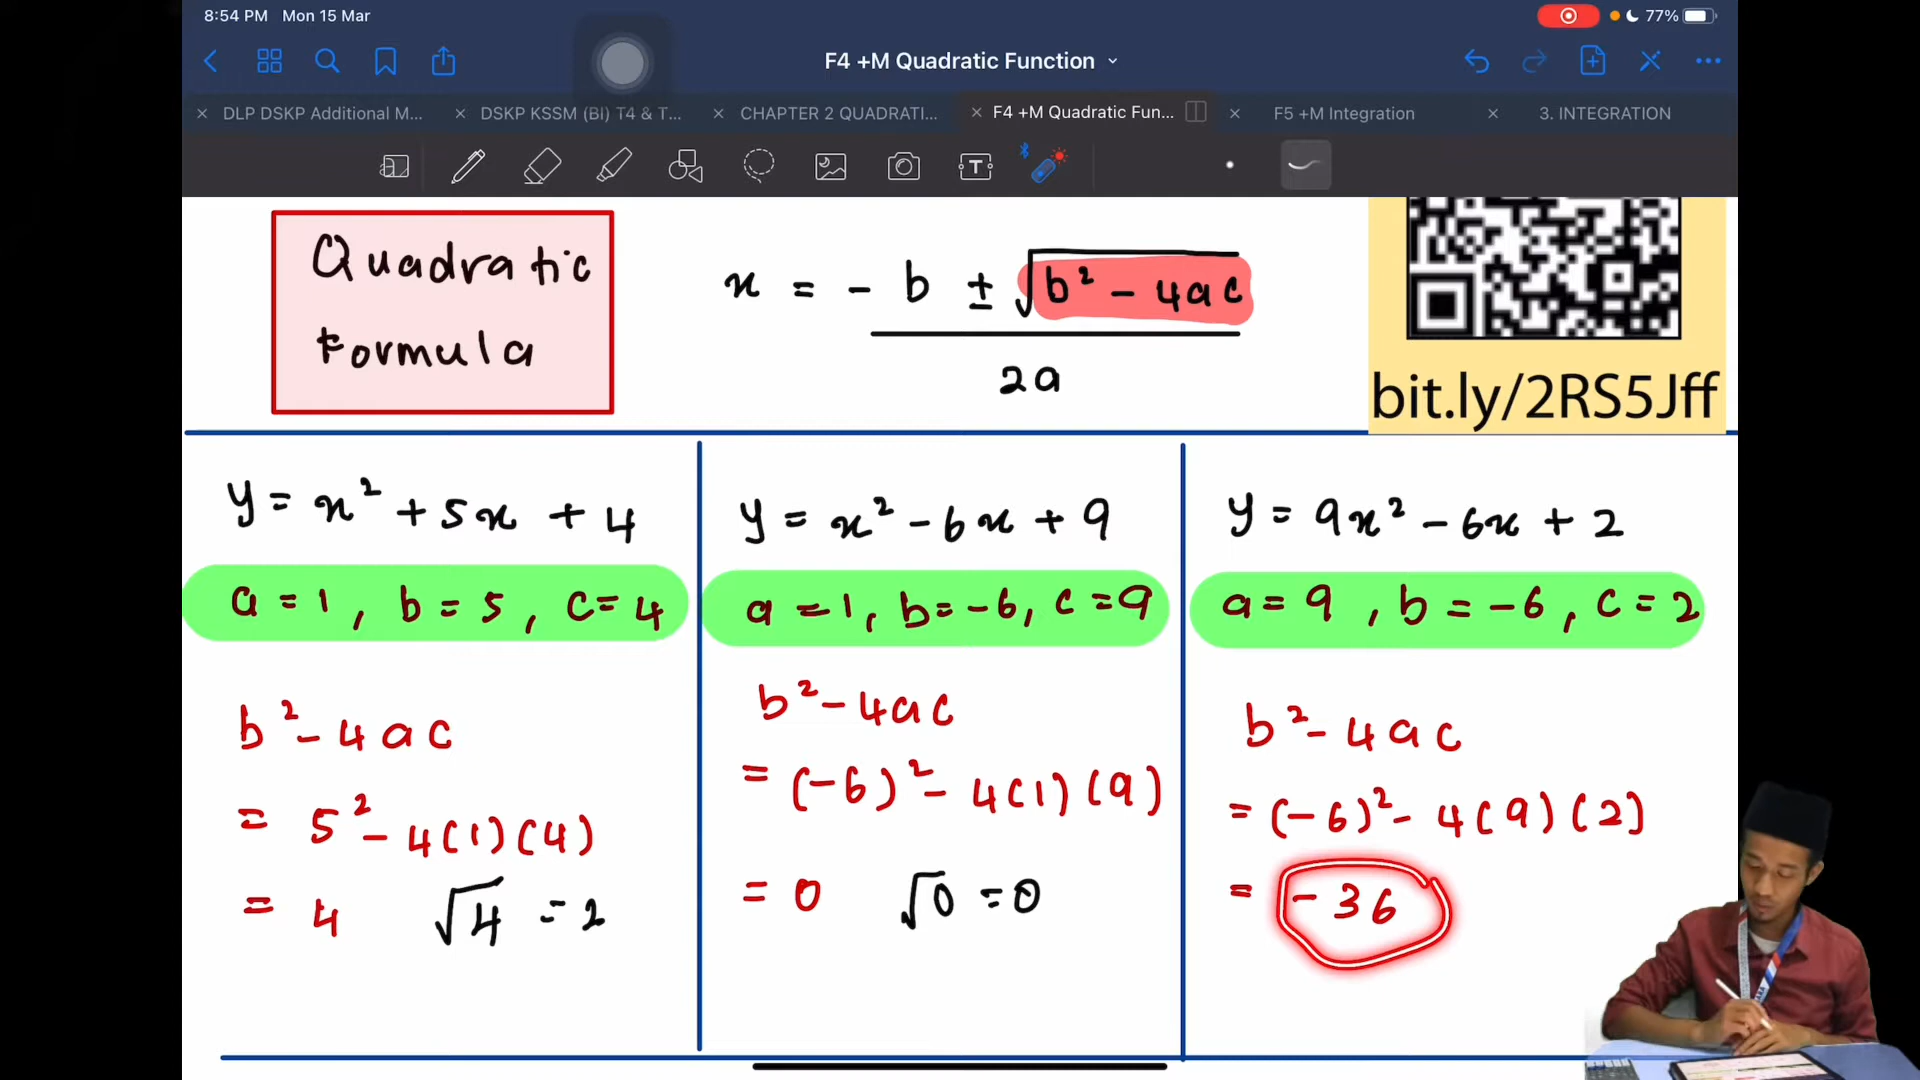 8:54 PM Mon 15 Mar
77%
F4 +M Quadratic Function
DLP DSKP Additional M...
DSKP KSSM (BI) T4 & T...
CHAPTER 2 QUADRATI...
F4 +M Quadratic Fun...
F5 +M Integration
3. INTEGRATION
Quadratic
Formula
x = - b ± √b² - 4ac
2a
bit.ly/2RS5Jff
y = x² + 5x + 4
a = 1, b = 5, c = 4
b² - 4ac
= 5² - 4(1)(4)
= 4 √4 = 2
y = x² - 6x + 9
a = 1, b = -6, c = 9
b² - 4ac
= (-6)² - 4(1)(9)
= 0 √0 = 0
y = 9x² - 6x + 2
a = 9, b = -6, c = 2
b² - 4ac
= (-6)² - 4(9)(2)
= -36